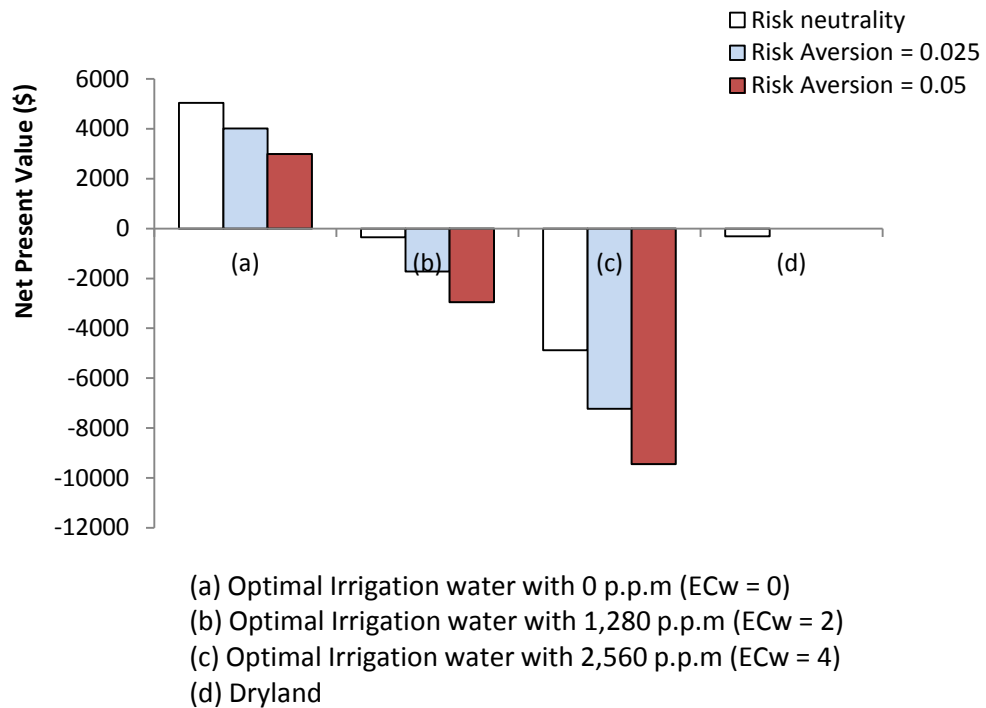 Risk neutrality
Risk Aversion = 0.025
Risk Aversion = 0.05
Net Present Value ($)
6000
4000
2000
0
-2000
-4000
-6000
-8000
-10000
-12000
(a)
(b)
(c)
(d)
(a) Optimal Irrigation water with 0 p.p.m (ECw = 0)
(b) Optimal Irrigation water with 1,280 p.p.m (ECw = 2)
(c) Optimal Irrigation water with 2,560 p.p.m (ECw = 4)
(d) Dryland